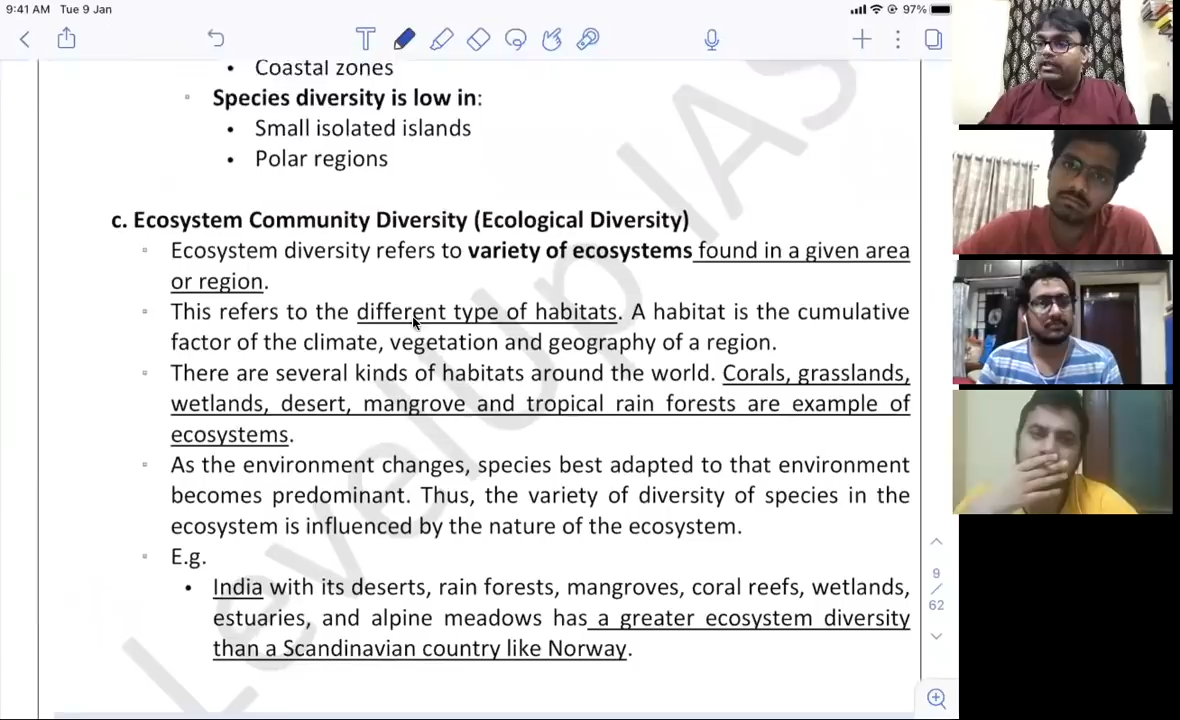 9:41 AM Tue 9 Jan
97%
T
• Coastal zones
▫ Species diversity is low in:
• Small isolated islands
• Polar regions
c. Ecosystem Community Diversity (Ecological Diversity)
▫ Ecosystem diversity refers to variety of ecosystems found in a given area
or region.
▫ This refers to the different type of habitats. A habitat is the cumulative
factor of the climate, vegetation and geography of a region.
▫ There are several kinds of habitats around the world. Corals, grasslands,
wetlands, desert, mangrove and tropical rain forests are example of
ecosystems.
▫ As the environment changes, species best adapted to that environment
becomes predominant. Thus, the variety of diversity of species in the
ecosystem is influenced by the nature of the ecosystem.
▫ E.g.
• India with its deserts, rain forests, mangroves, coral reefs, wetlands,
estuaries, and alpine meadows has a greater ecosystem diversity
than a Scandinavian country like Norway.
9
/
62
LevelUp IAS